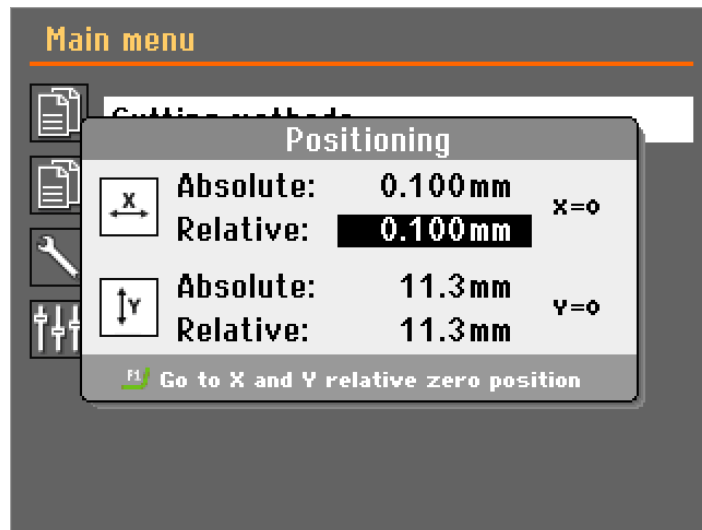 Main menu
Positioning
X
Absolute: 0.100mm
Relative: 0.100mm
X=0
Y
Absolute: 11.3mm
Relative: 11.3mm
Y=0
F1 Go to X and Y relative zero position